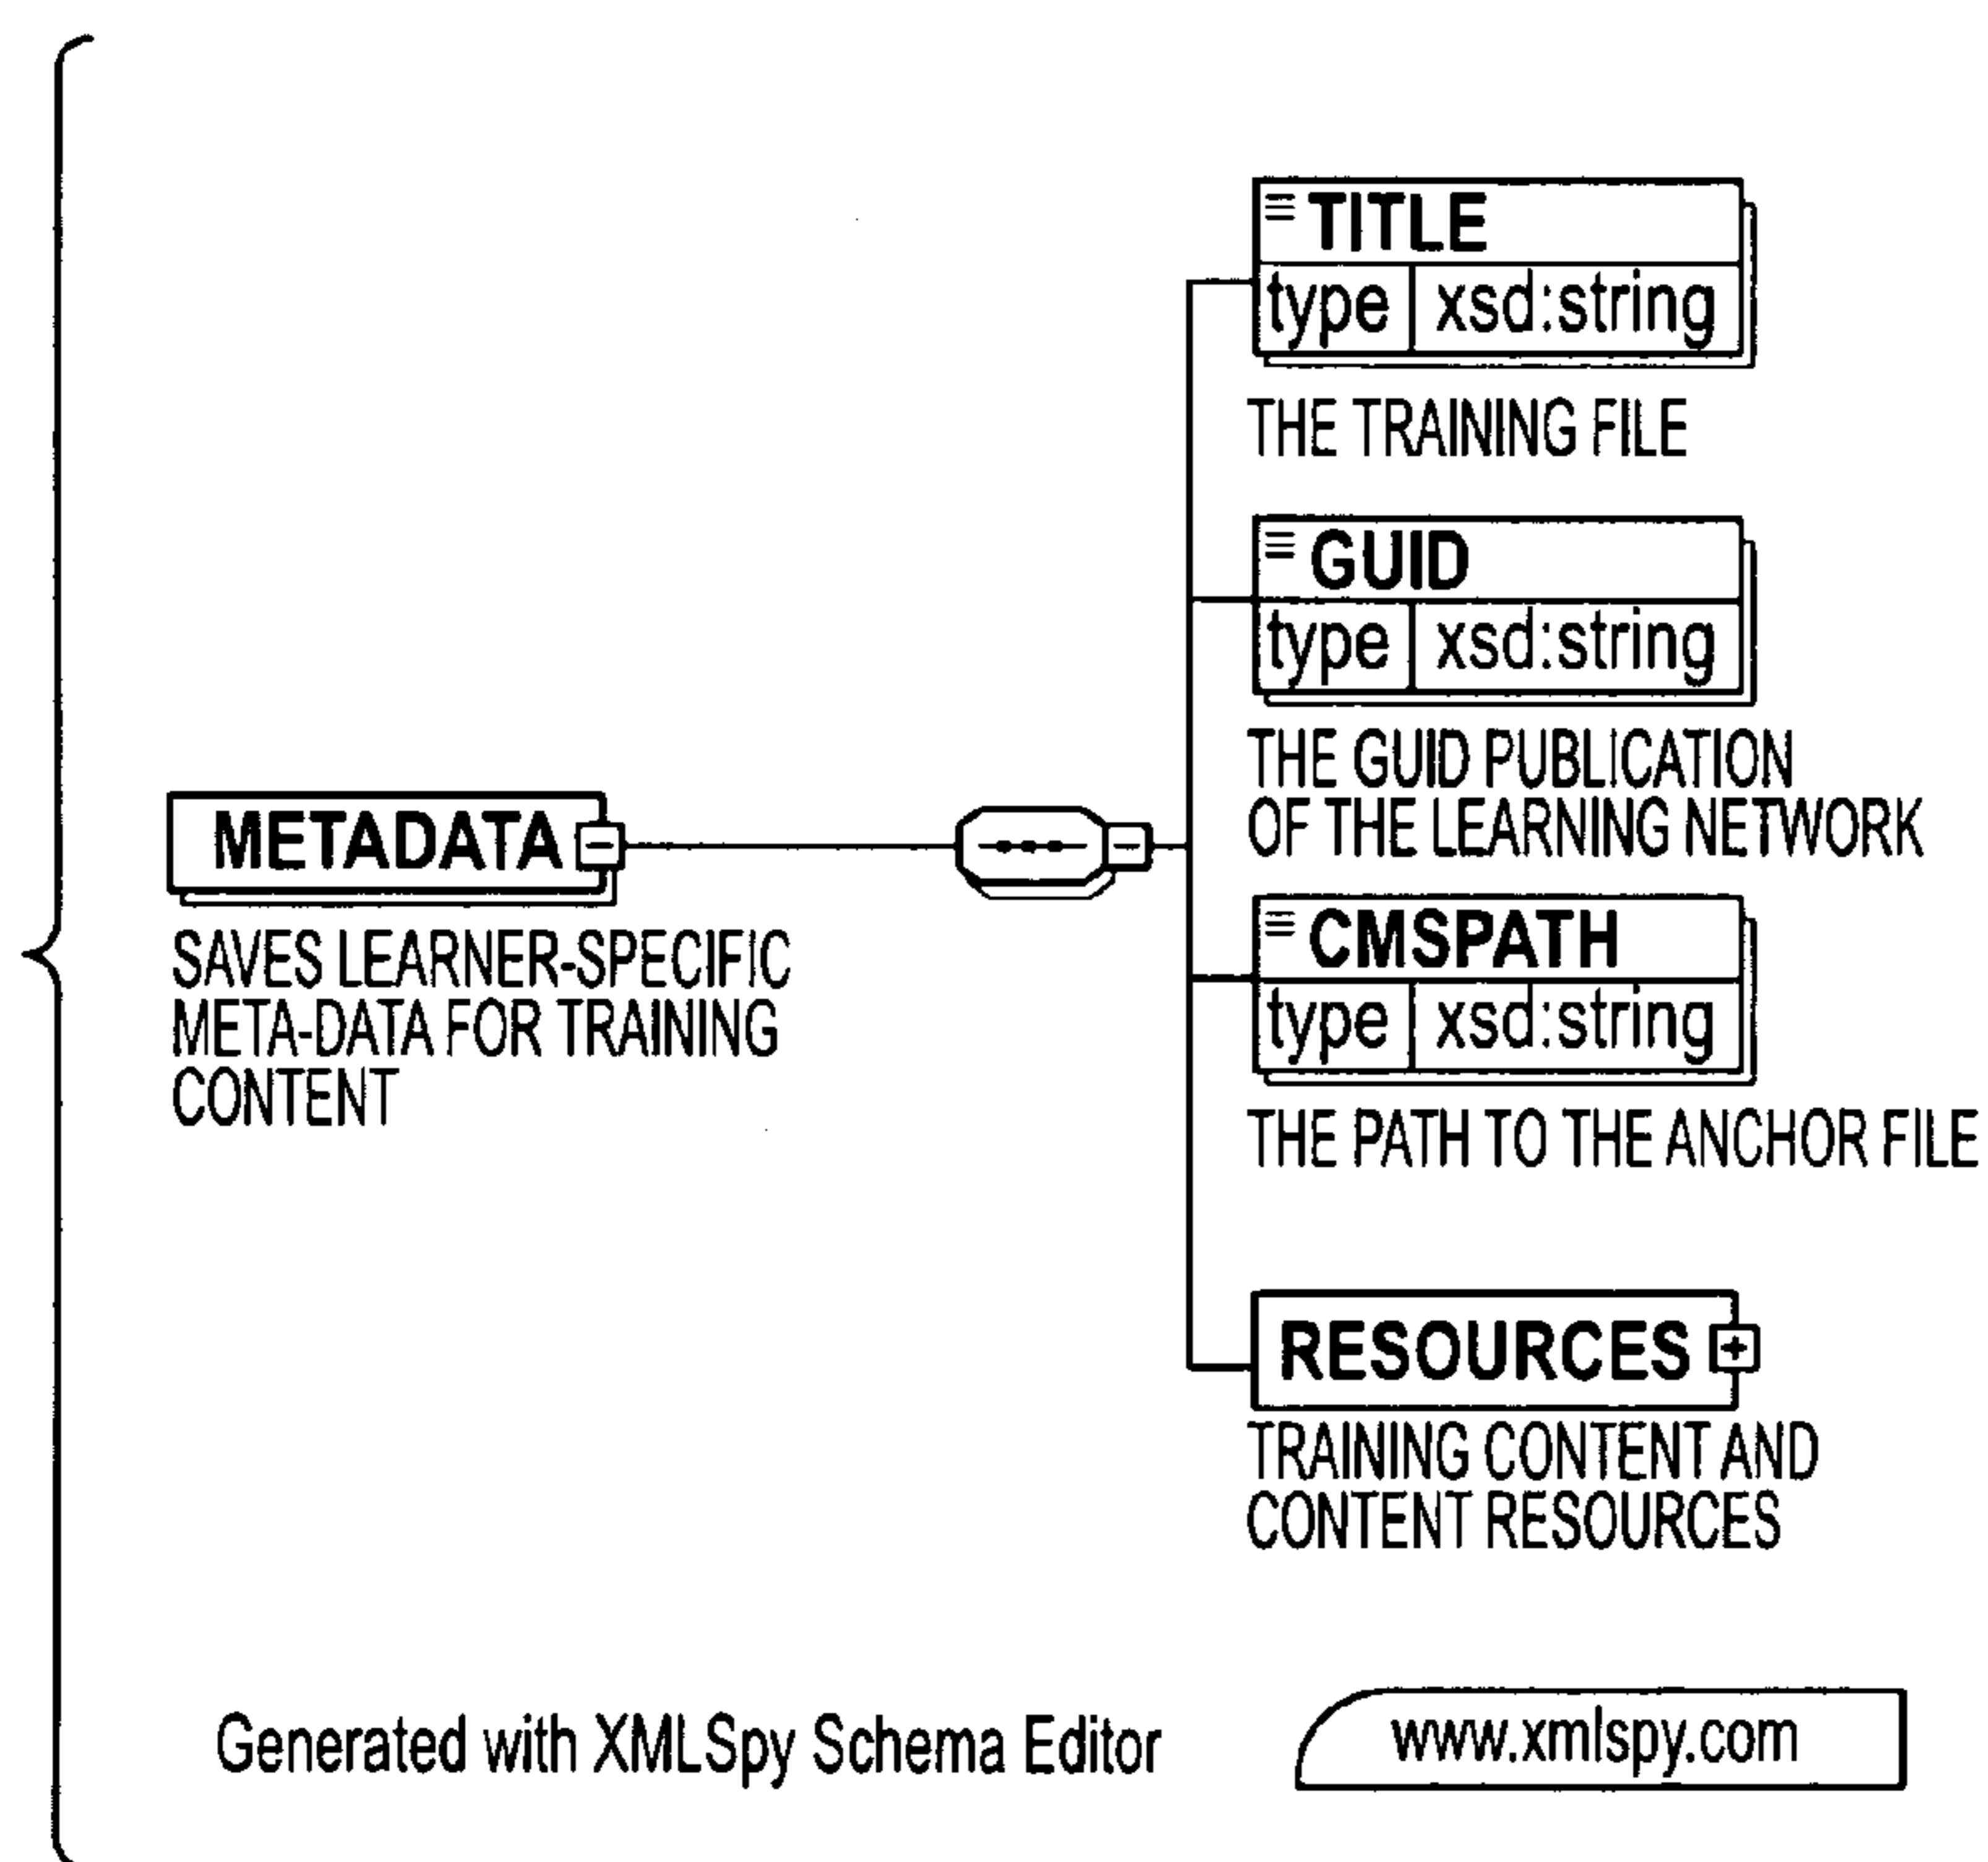 TITLE
type xsd:string
THE TRAINING FILE
GUID
type xsd:string
THE GUID PUBLICATION
OF THE LEARNING NETWORK
METADATA
SAVES LEARNER-SPECIFIC
META-DATA FOR TRAINING
CONTENT
CMSPATH
type xsd:string
THE PATH TO THE ANCHOR FILE
RESOURCES
TRAINING CONTENT AND
CONTENT RESOURCES
Generated with XMLSpy Schema Editor
www.xmlspy.com